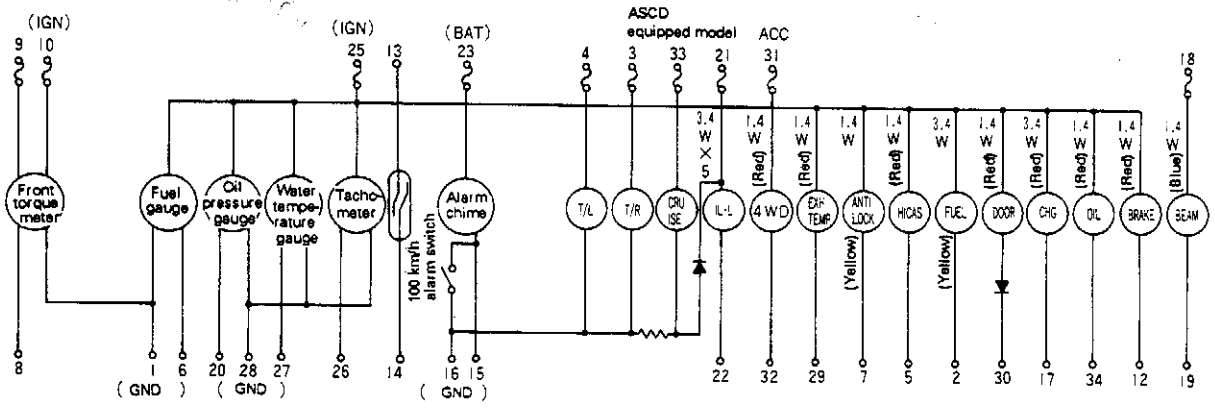 (IGN)
9 10
(IGN)
25
13
(BAT)
23
4
3
ASCD
equipped model
33
21
ACC
31
18
3.4
W
×
5
1.4
W
(Red)
1.4
W
(Red)
1.4
W
1.4
W
(Red)
3.4
W
1.4
W
(Red)
3.4
W
(Red)
1.4
W
(Red)
1.4
W
(Red)
1.4
W
(Blue)
Front
torque
meter
Fuel
gauge
Oil
pressure
gauge
Water
tempe-
rature
gauge
Tacho-
meter
100 km/h
alarm switch
Alarm
chime
T/L
T/R
CRU
ISE
IL-L
4WD
EXH
TEMP
ANTI
LOCK
HICAS
FUEL
DOOR
CHG
OIL
BRAKE
BEAM
(Yellow)
(Yellow)
8
1
6
20
28
27
26
14
16
15
22
32
29
7
5
2
30
17
34
12
19
( GND )
( GND )
( GND )